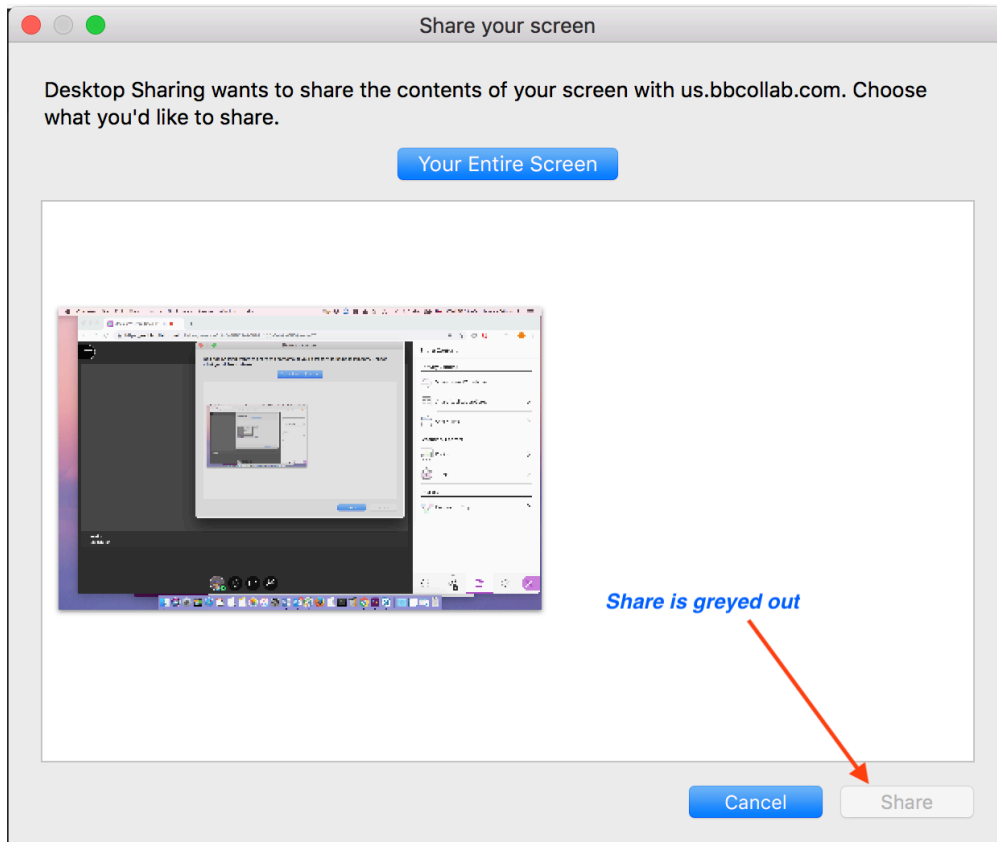 Share your screen
Desktop Sharing wants to share the contents of your screen with us.bbcollab.com. Choose
what you'd like to share.
Your Entire Screen
Share is greyed out
Cancel
Share